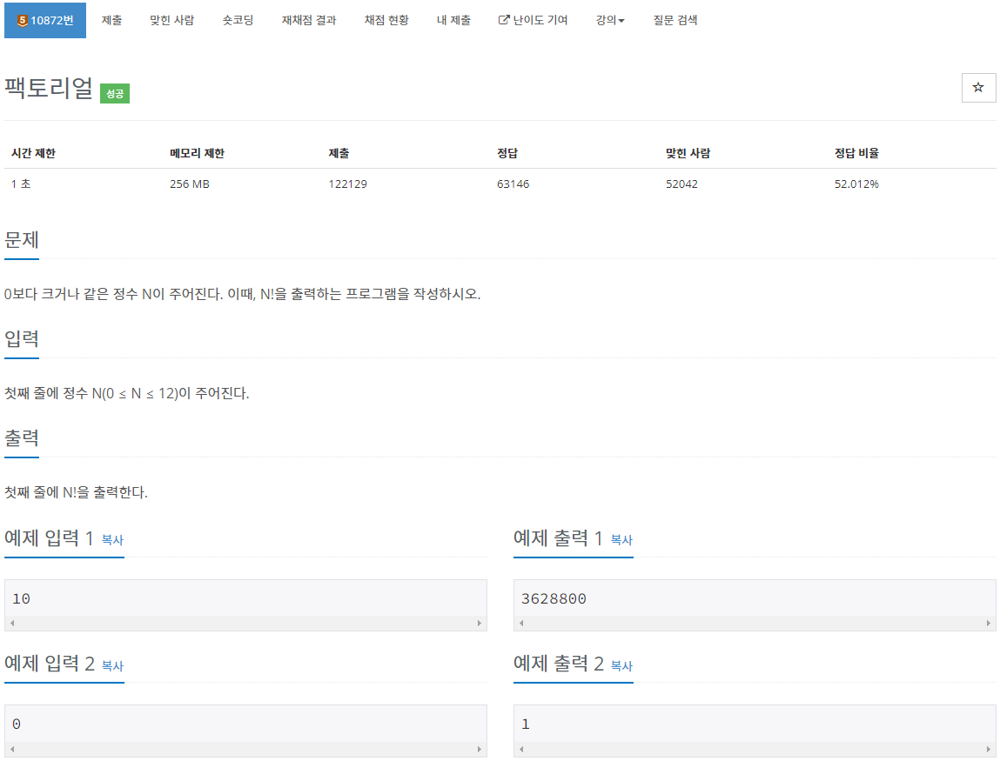 5 10872번 제출 맞힌 사람 숏코딩 재채점 결과 채점 현황 내 제출 난이도 기여 강의 질문 검색
팩토리얼 성공
시간 제한 메모리 제한 제출 정답 맞힌 사람 정답 비율
1 초 256 MB 122129 63146 52042 52.012%
문제
0보다 크거나 같은 정수 N이 주어진다. 이때, N!을 출력하는 프로그램을 작성하시오.
입력
첫째 줄에 정수 N(0 ≤ N ≤ 12)이 주어진다.
출력
첫째 줄에 N!을 출력한다.
예제 입력 1 복사 예제 출력 1 복사
10 3628800
예제 입력 2 복사 예제 출력 2 복사
0 1